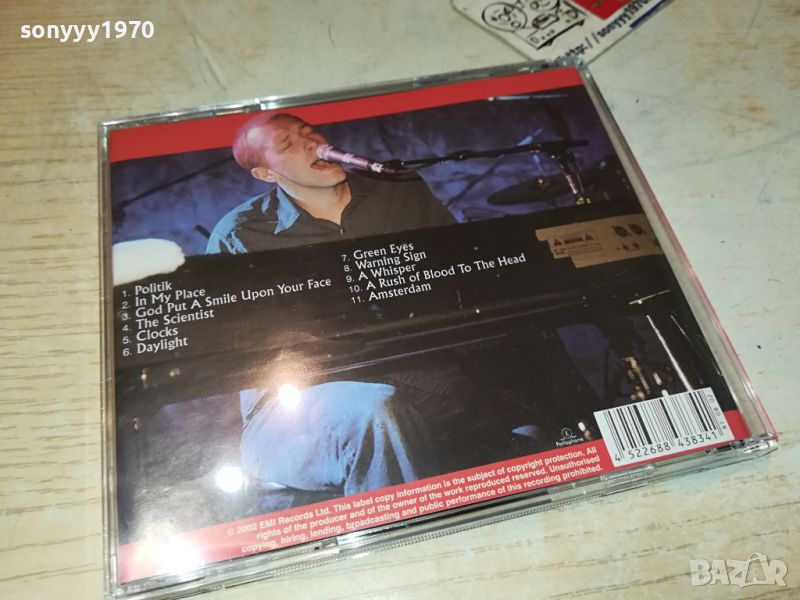 sonyyy1970
http://sonyyy1970
1. Politik
2. In My Place
3. God Put A Smile Upon Your Face
4. The Scientist
5. Clocks
6. Daylight
7. Green Eyes
8. Warning Sign
9. A Whisper
10. A Rush of Blood To The Head
11. Amsterdam
Parlophone
4 522688 438341
© 2002 EMI Records Ltd. This label copy information is the subject of copyright protection. All
rights of the producer and of the owner of the work reproduced reserved. Unauthorised
copying, hiring, lending, broadcasting and public performance of this recording prohibited.
BAZAR